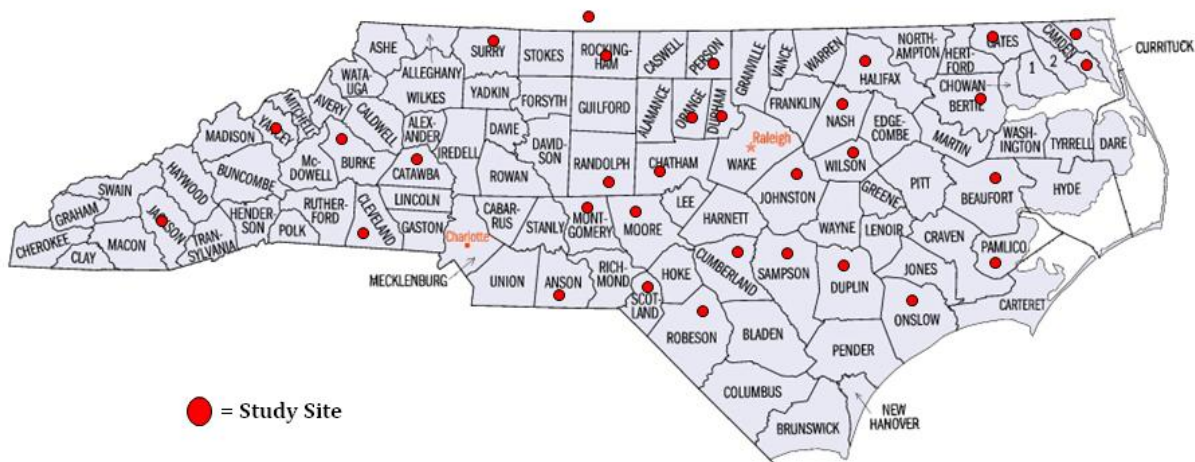 ASHE
ALLEGHANY
SURRY
STOKES
ROCKING-
HAM
CASWELL
PERSON
GRANVILLE
VANCE
WARREN
NORTH-
AMPTON
HERT-
FORD
GATES
CAMDEN
CURRITUCK
WATA-
UGA
WILKES
YADKIN
FORSYTH
GUILFORD
ALAMANCE
ORANGE
DURHAM
FRANKLIN
HALIFAX
NASH
EDGE-
COMBE
BERTIE
CHOWAN
1
2
MITCHELL
AVERY
CALDWELL
ALEX-
ANDER
IREDELL
DAVIE
DAVID-
SON
RANDOLPH
CHATHAM
Raleigh
WAKE
WILSON
MARTIN
WASH-
INGTON
TYRRELL
DARE
MADISON
YANCEY
Mc-
DOWELL
BURKE
CATAWBA
ROWAN
JOHNSTON
GREENE
PITT
BEAUFORT
HYDE
SWAIN
HAYWOOD
BUNCOMBE
RUTHER-
FORD
CLEVELAND
LINCOLN
GASTON
CABAR-
RUS
STANLY
MONT-
GOMERY
MOORE
LEE
HARNETT
WAYNE
LENOIR
CRAVEN
PAMLICO
GRAHAM
JACKSON
HENDER-
SON
POLK
TRAN-
SYLVANIA
CHEROKEE
CLAY
MACON
Charlotte
MECKLENBURG
UNION
ANSON
RICH-
MOND
SCOT-
LAND
HOKE
CUMBERLAND
SAMPSON
DUPLIN
JONES
ONSLOW
CARTERET
ROBESON
BLADEN
PENDER
COLUMBUS
BRUNSWICK
NEW
HANOVER
= Study Site